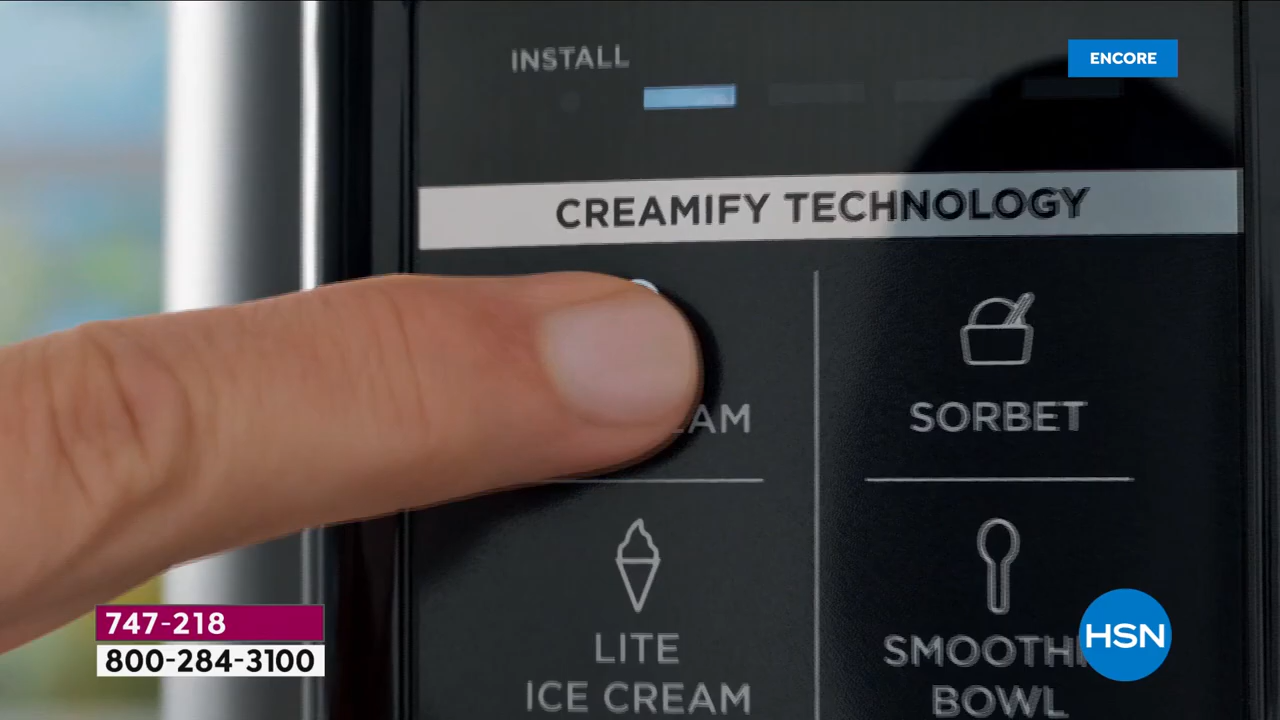 INSTALL
ENCORE
CREAMIFY TECHNOLOGY
SORBET
LITE
ICE CREAM
BOWL
747-218
800-284-3100
HSN